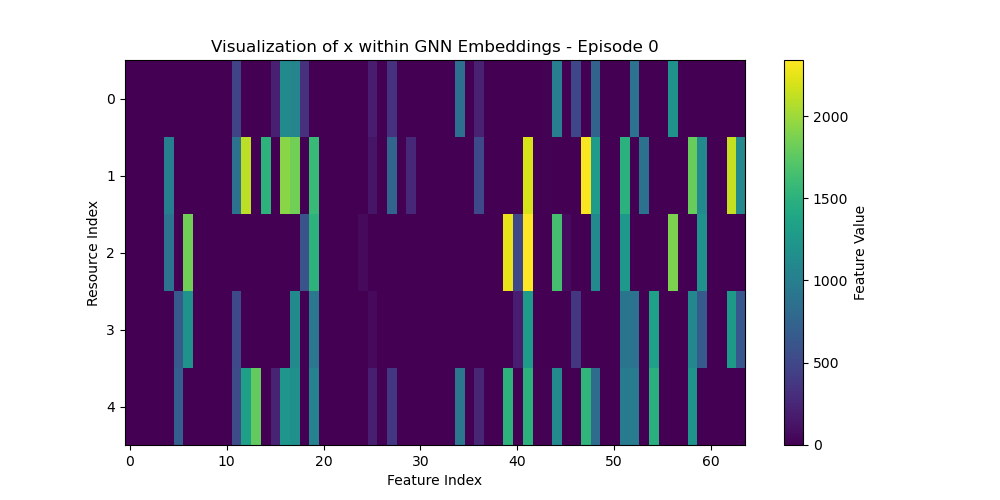 Visualization of x within GNN Embeddings - Episode 0
Resource Index
0
1
2
3
4
0 10 20 30 40 50 60
Feature Index
2000
1500
1000
500
0
Feature Value